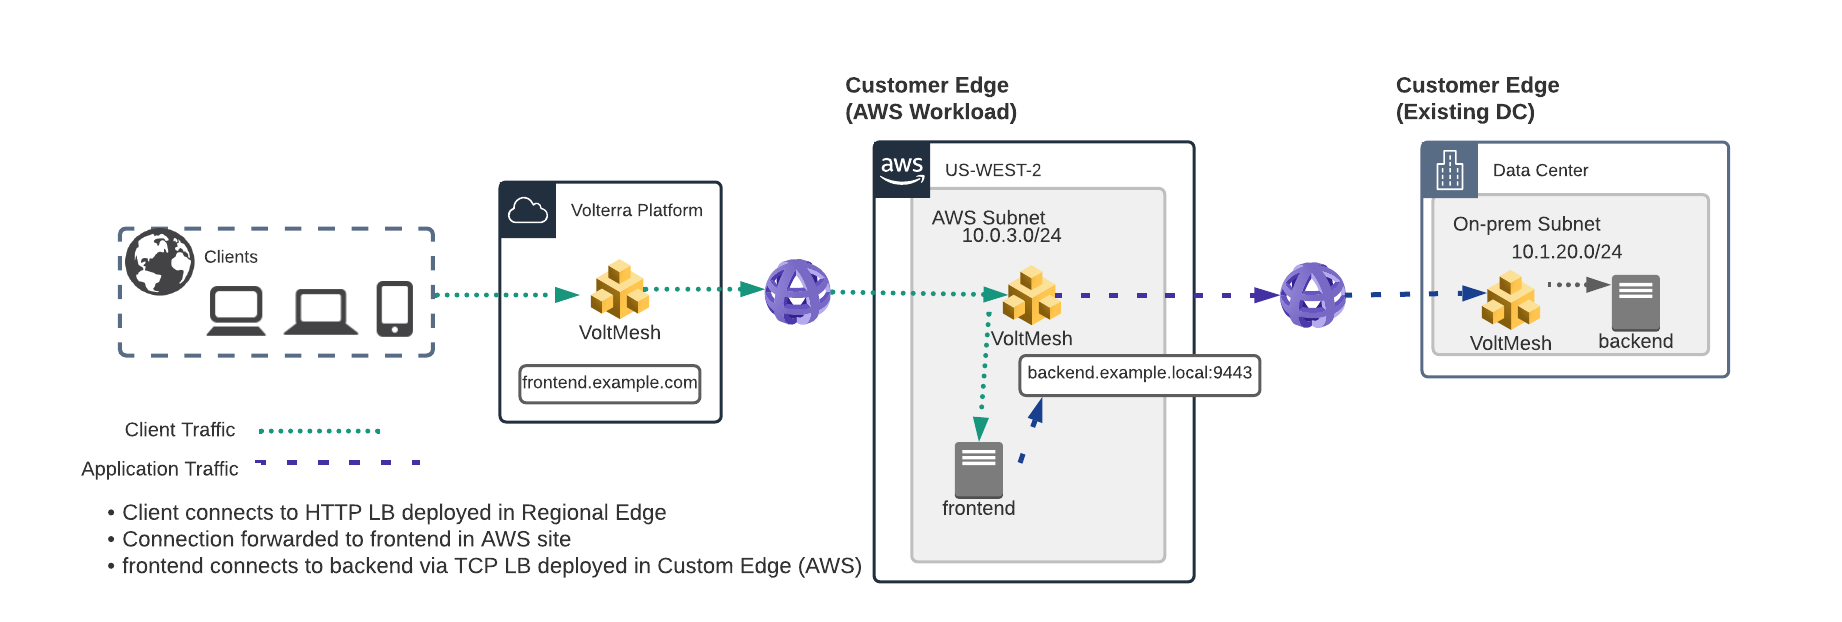 Customer Edge
(AWS Workload)
Customer Edge
(Existing DC)
aws
US-WEST-2
Data Center
Volterra Platform
AWS Subnet
10.0.3.0/24
On-prem Subnet
10.1.20.0/24
Clients
VoltMesh
VoltMesh
VoltMesh
backend
frontend.example.com
backend.example.local:9443
frontend
Client Traffic
Application Traffic
• Client connects to HTTP LB deployed in Regional Edge
• Connection forwarded to frontend in AWS site
• frontend connects to backend via TCP LB deployed in Custom Edge (AWS)